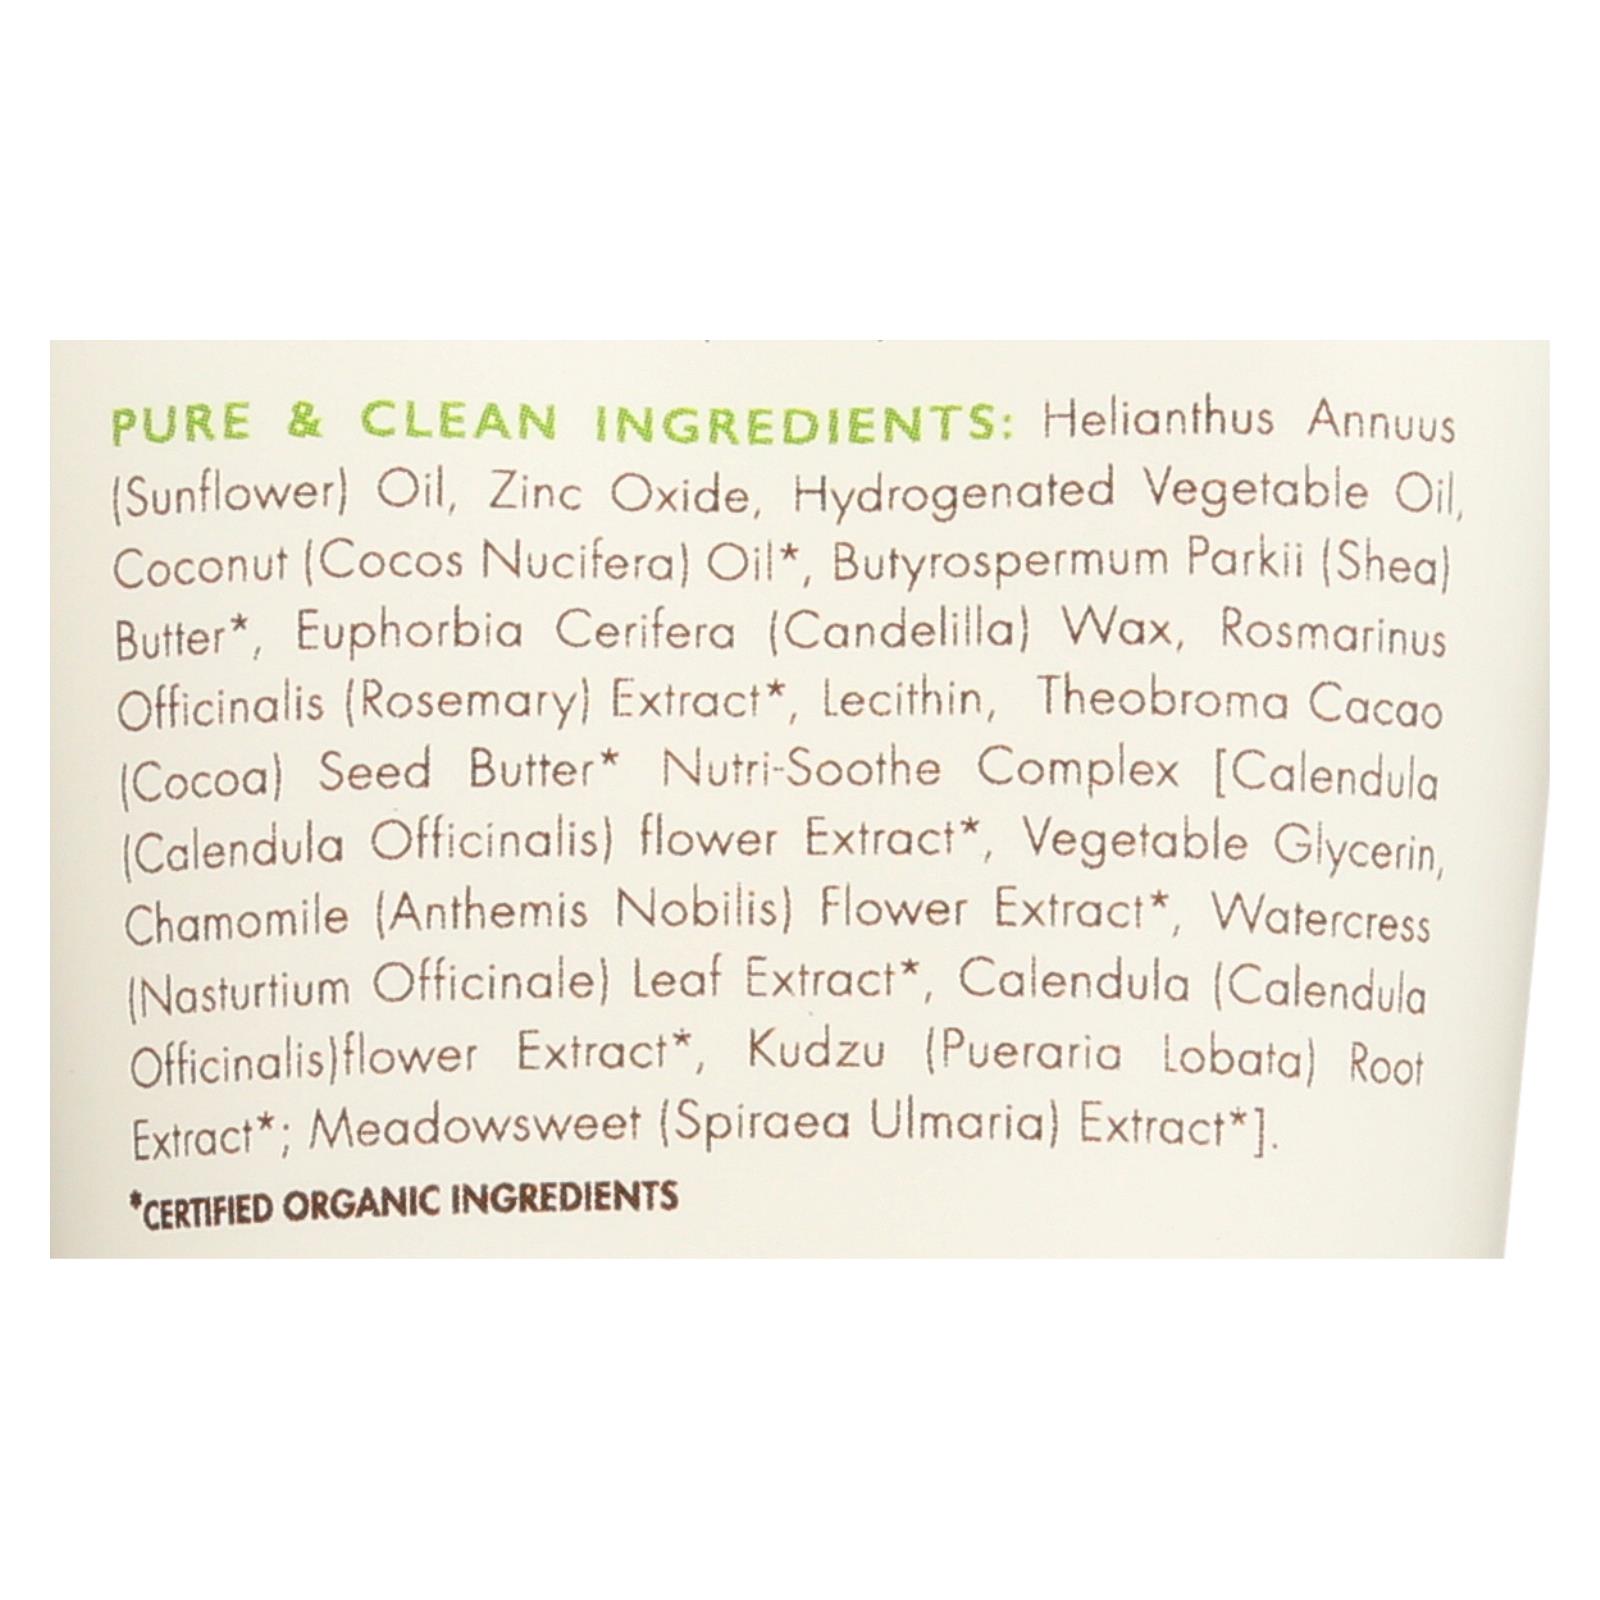 PURE & CLEAN INGREDIENTS: Helianthus Annuus
(Sunflower) Oil, Zinc Oxide, Hydrogenated Vegetable Oil,
Coconut (Cocos Nucifera) Oil*, Butyrospermum Parkii (Shea)
Butter*, Euphorbia Cerifera (Candelilla) Wax, Rosmarinus
Officinalis (Rosemary) Extract*, Lecithin, Theobroma Cacao
(Cocoa) Seed Butter* Nutri-Soothe Complex [Calendula
(Calendula Officinalis) flower Extract*, Vegetable Glycerin,
Chamomile (Anthemis Nobilis) Flower Extract*, Watercress
(Nasturtium Officinale) Leaf Extract*, Calendula (Calendula
Officinalis)flower Extract*, Kudzu (Pueraria Lobata) Root
Extract*; Meadowsweet (Spiraea Ulmaria) Extract*].
*CERTIFIED ORGANIC INGREDIENTS